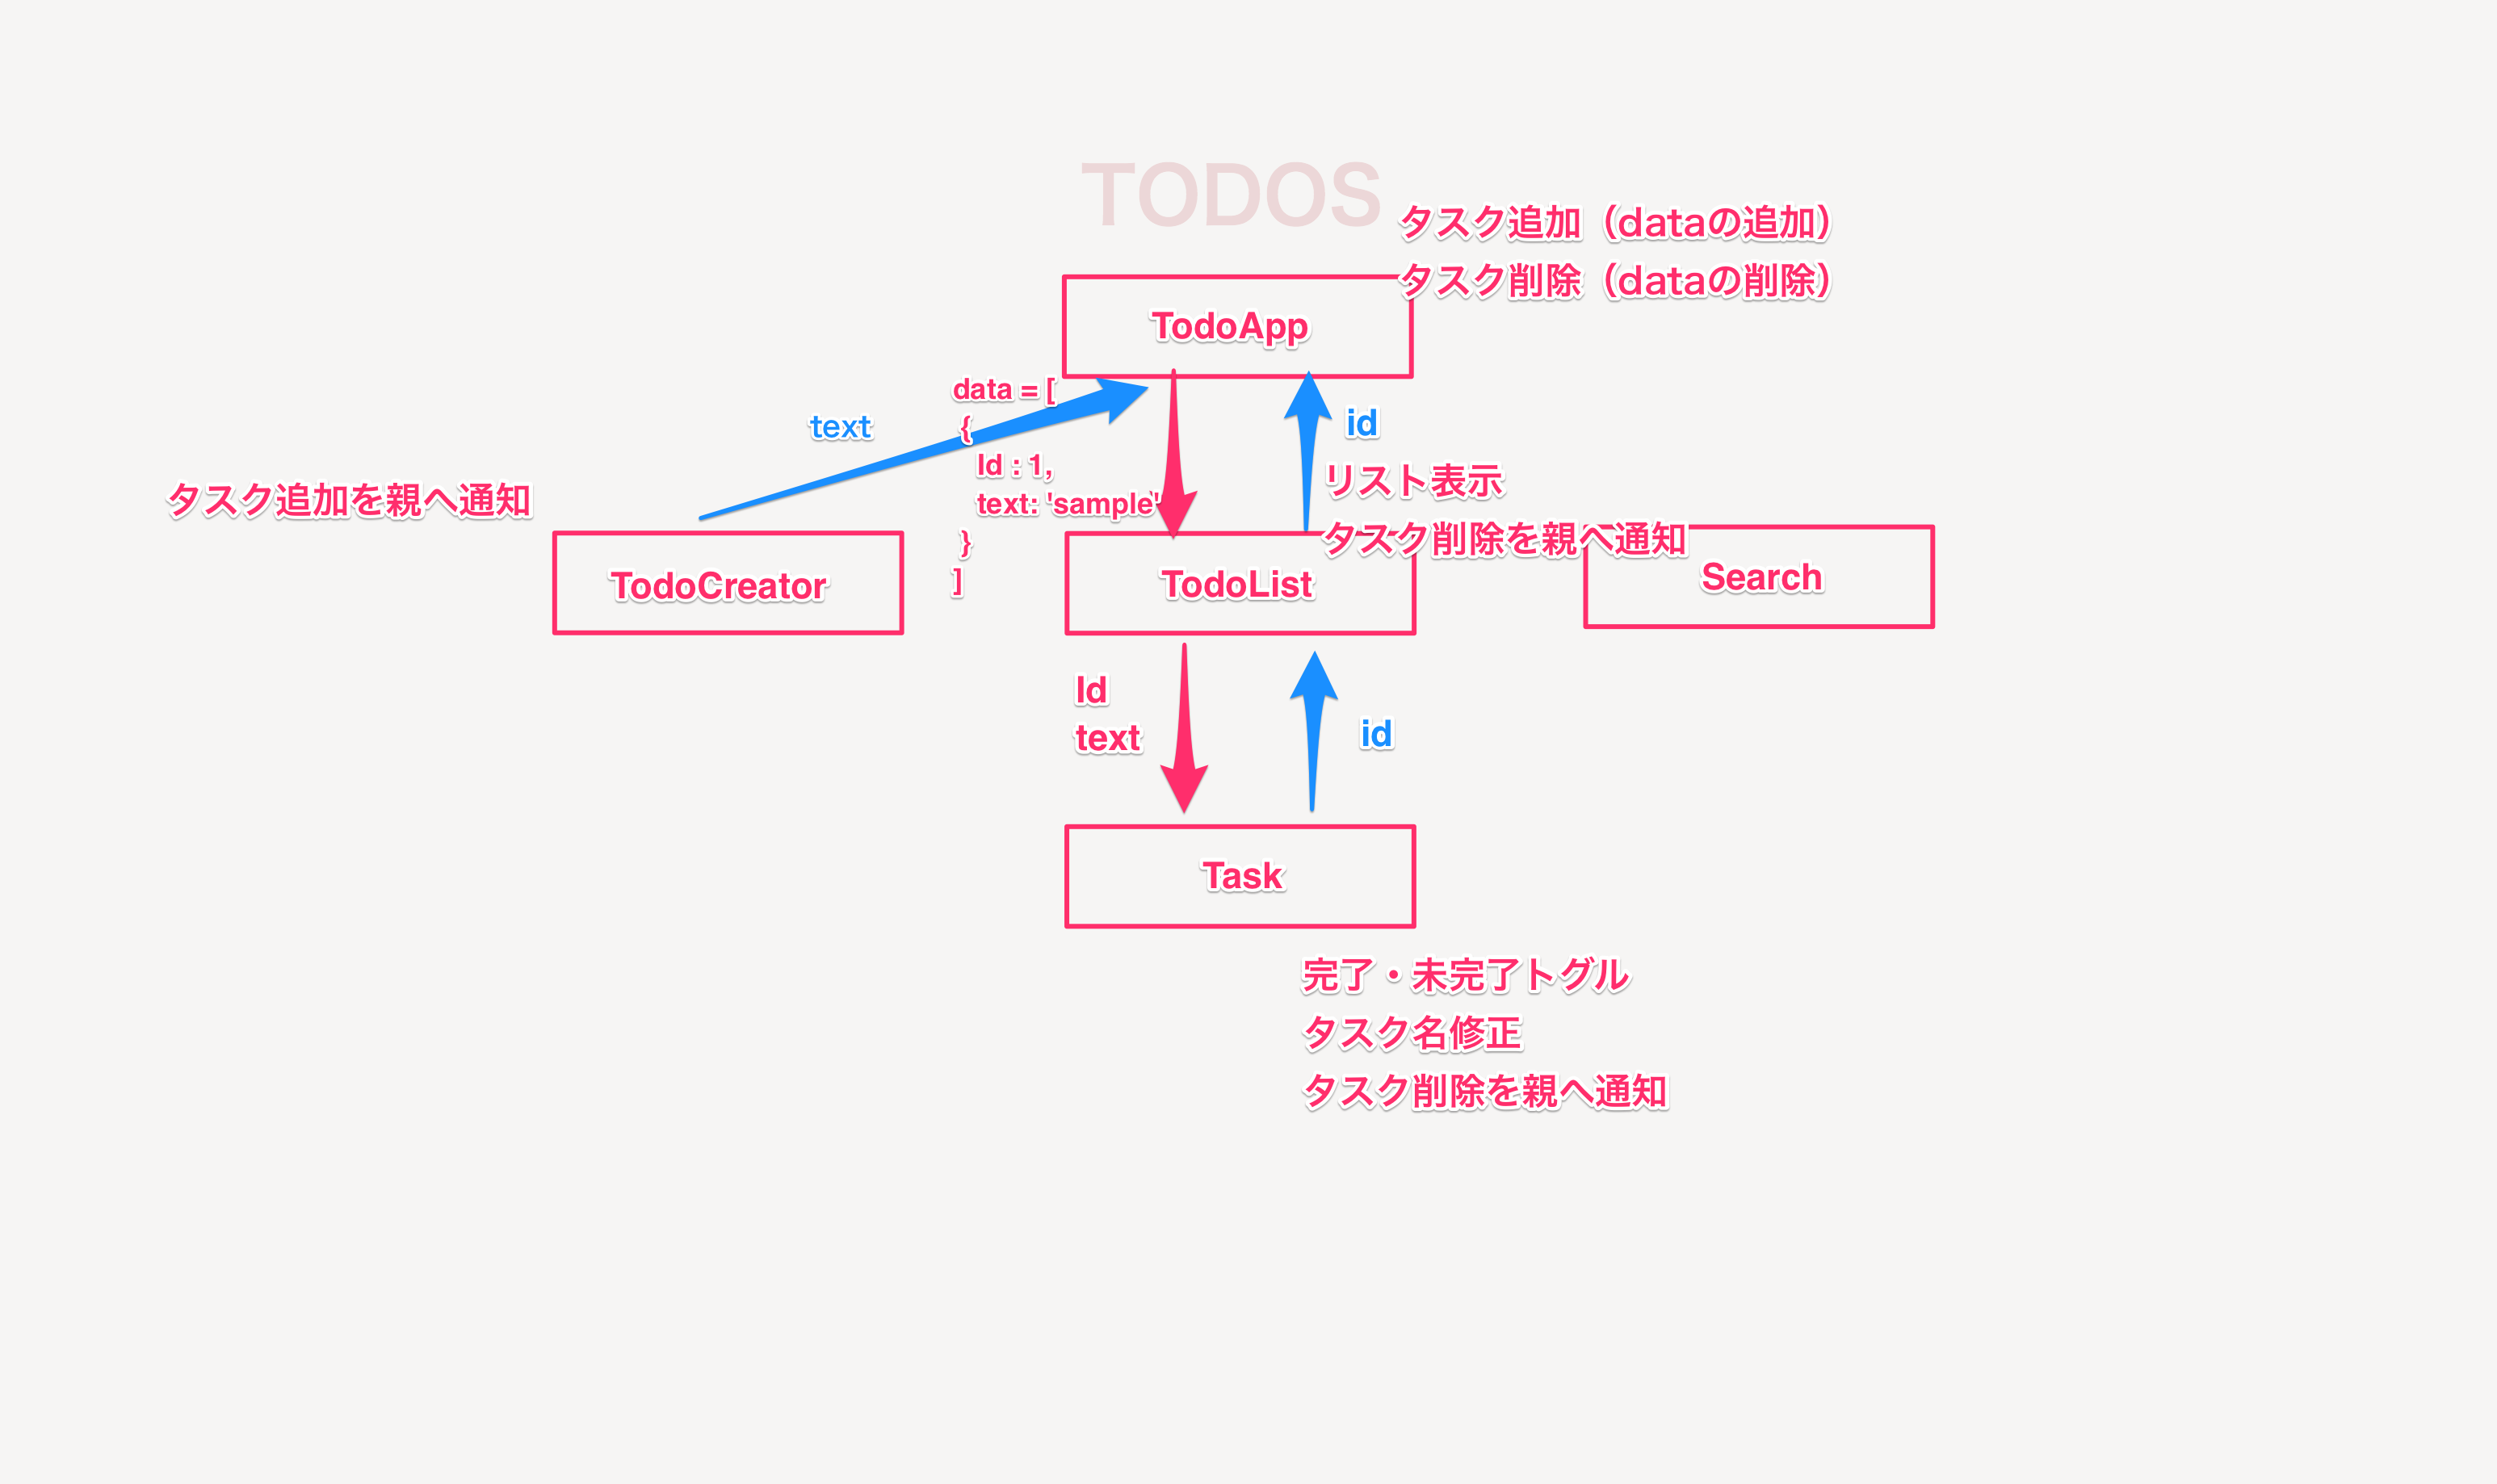 TODOS
タスク追加（dataの追加）
タスク削除（dataの削除）
TodoApp
data = [
{
Id : 1,
text: 'sample'
}
]
text
id
リスト表示
タスク削除を親へ通知
タスク追加を親へ通知
TodoCreator
TodoList
Search
Id
text
id
Task
完了・未完了トグル
タスク名修正
タスク削除を親へ通知